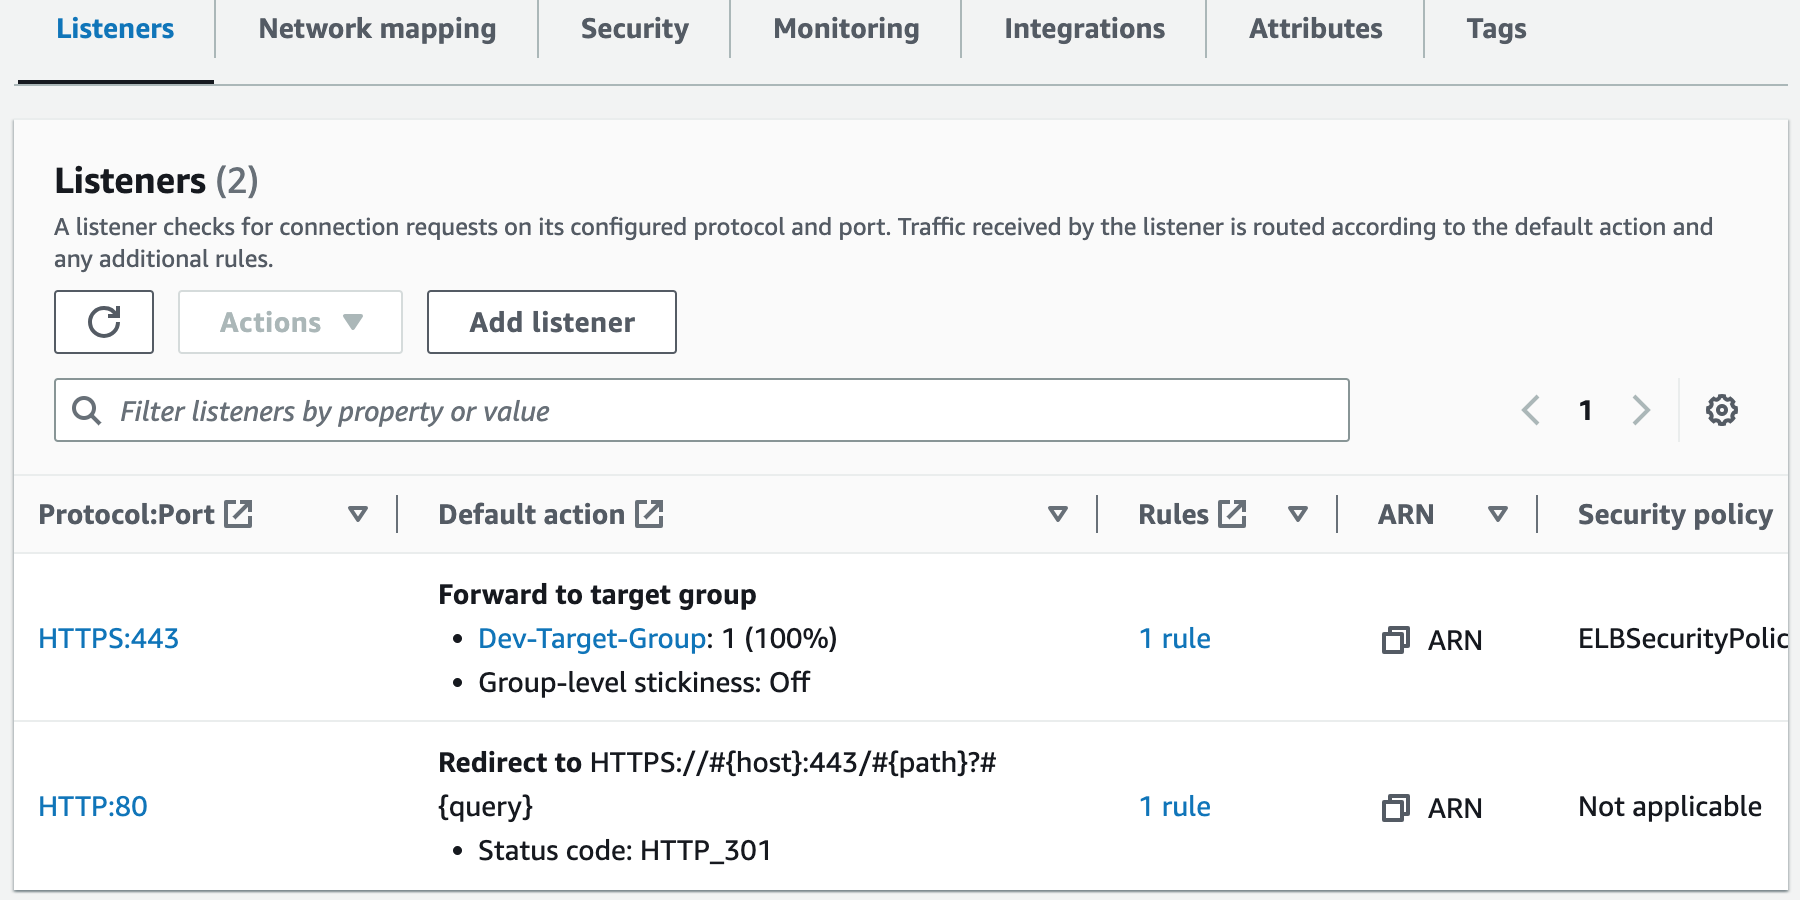 Listeners Network mapping Security Monitoring Integrations Attributes Tags
Listeners (2)
A listener checks for connection requests on its configured protocol and port. Traffic received by the listener is routed according to the default action and
any additional rules.
Actions Add listener
Filter listeners by property or value 1
Protocol:Port Default action Rules ARN Security policy
Forward to target group
HTTPS:443 • Dev-Target-Group: 1 (100%) 1 rule ARN ELBSecurityPolic
• Group-level stickiness: Off
Redirect to HTTPS://#{host}:443/#{path}?#
HTTP:80 {query} 1 rule ARN Not applicable
• Status code: HTTP_301